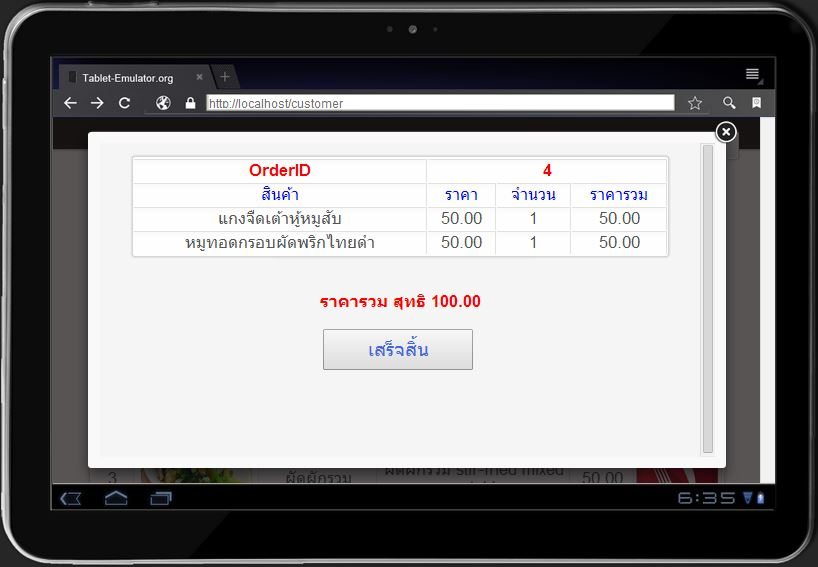 Tablet-Emulator.org
http://localhost/customer
OrderID 4
สินค้า ราคา จำนวน ราคารวม
แกงจืดเต้าหู้หมูสับ 50.00 1 50.00
หมูทอดกรอบผัดพริกไทยดำ 50.00 1 50.00
ราคารวม สุทธิ 100.00
เสร็จสิ้น
3 ผัดผักรวม ผัดผักรวม stir-fried mixed 50.00
6:35